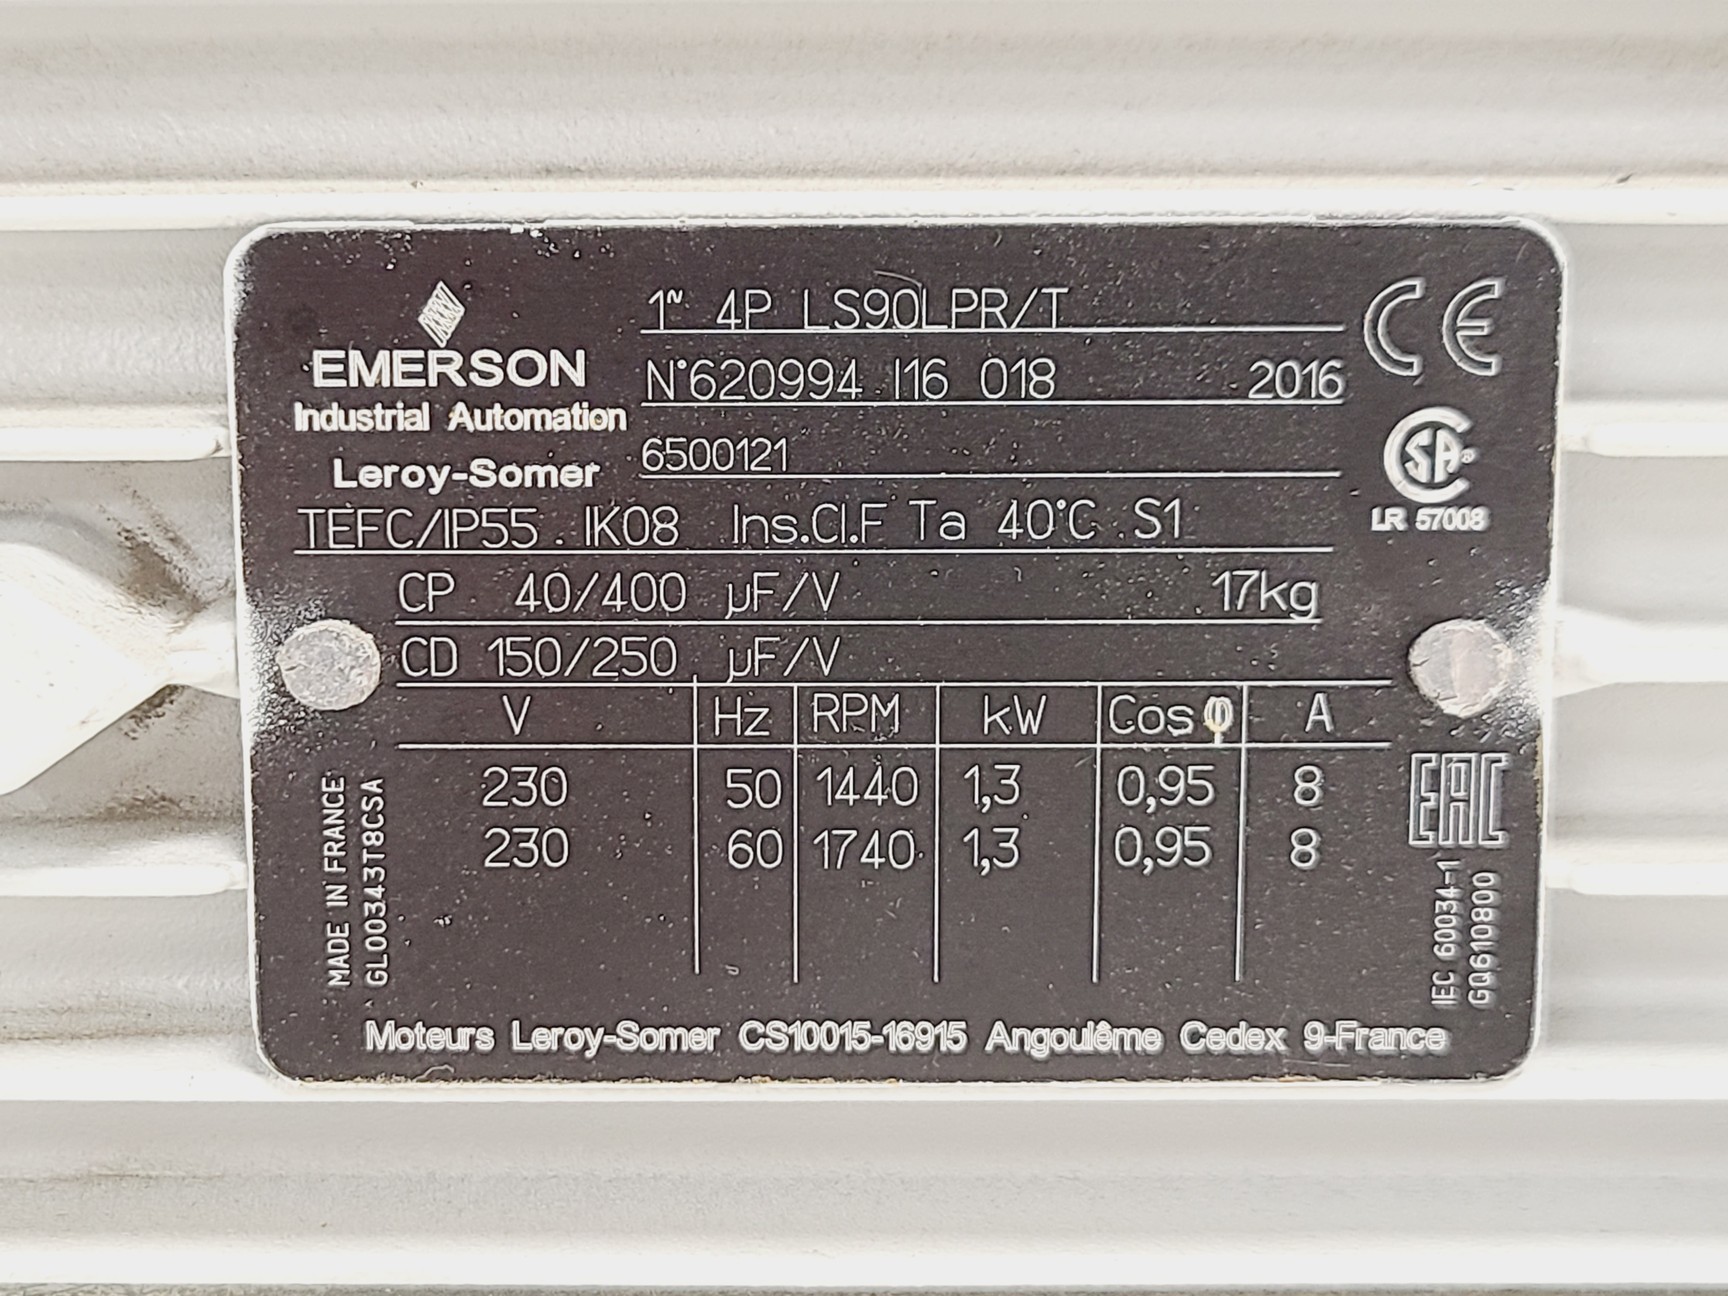 1~ 4P LS90LPR/T
CE
EMERSON
N°620994 I16 018 2016
Industrial Automation
6500121
Leroy-Somer
SA®
LR 57008
TEFC/IP55 . IK08 Ins.Cl.F Ta 40°C S1
CP 40/400 µF/V 17kg
CD 150/250 µF/V
V Hz RPM kW Cos φ A
230 50 1440 1,3 0,95 8
230 60 1740 1,3 0,95 8
EAC
MADE IN FRANCE
GL00343T8CSA
IEC 60034-1
GQ610800
Moteurs Leroy-Somer CS10015-16915 Angoulême Cedex 9-France